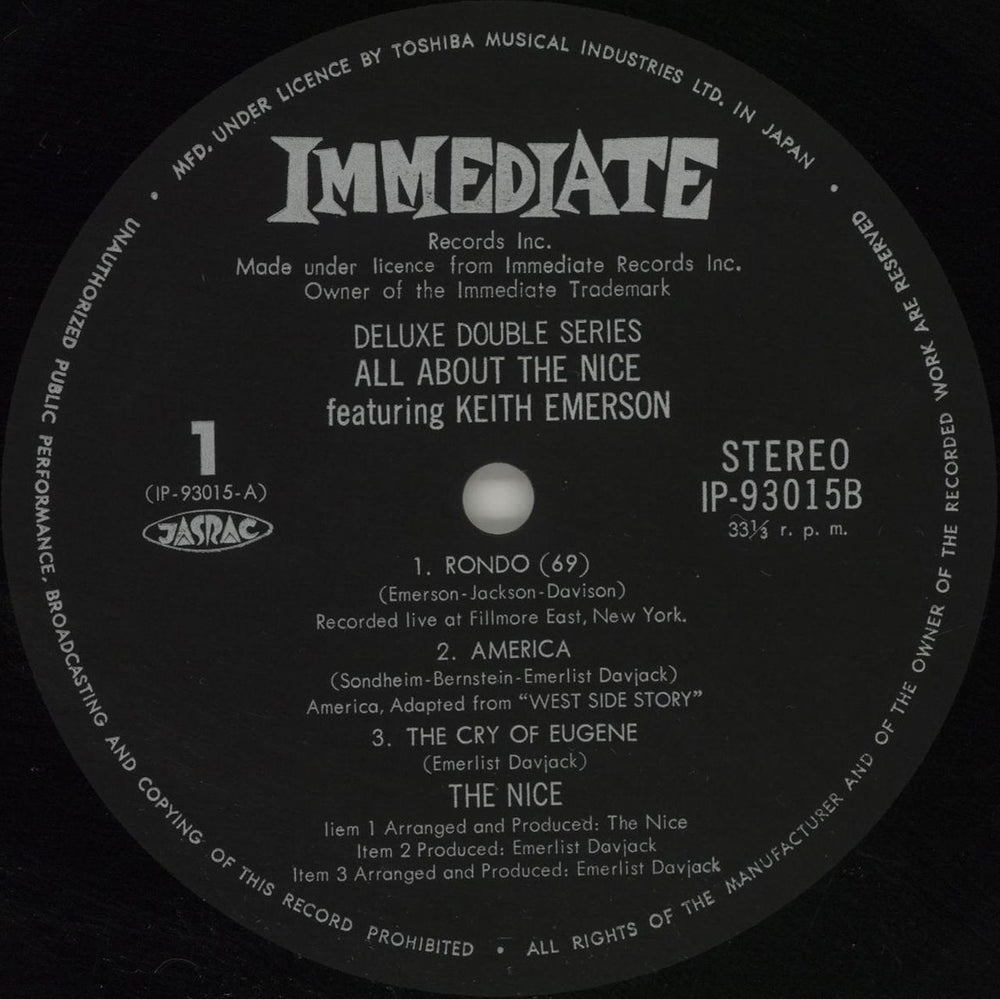 MFD. UNDER LICENCE BY TOSHIBA MUSICAL INDUSTRIES LTD. IN JAPAN •
IMMEDIATE
Records Inc.
Made under licence from Immediate Records Inc.
Owner of the Immediate Trademark
DELUXE DOUBLE SERIES
ALL ABOUT THE NICE
featuring KEITH EMERSON
1
(IP-93015-A)
JASRAC
STEREO
IP-93015B
33⅓ r. p. m.
1. RONDO (69)
(Emerson-Jackson-Davison)
Recorded live at Fillmore East, New York.
2. AMERICA
(Sondheim-Bernstein-Emerlist Davjack)
America, Adapted from “WEST SIDE STORY”
3. THE CRY OF EUGENE
(Emerlist Davjack)
THE NICE
Iiem 1 Arranged and Produced: The Nice
Item 2 Produced: Emerlist Davjack
Item 3 Arranged and Produced: Emerlist Davjack
ALL RIGHTS OF THE MANUFACTURER AND OF THE OWNER OF THE RECORDED WORK ARE RESERVED
• UNAUTHORIZED PUBLIC PERFORMANCE, BROADCASTING AND COPYING OF THIS RECORD PROHIBITED •